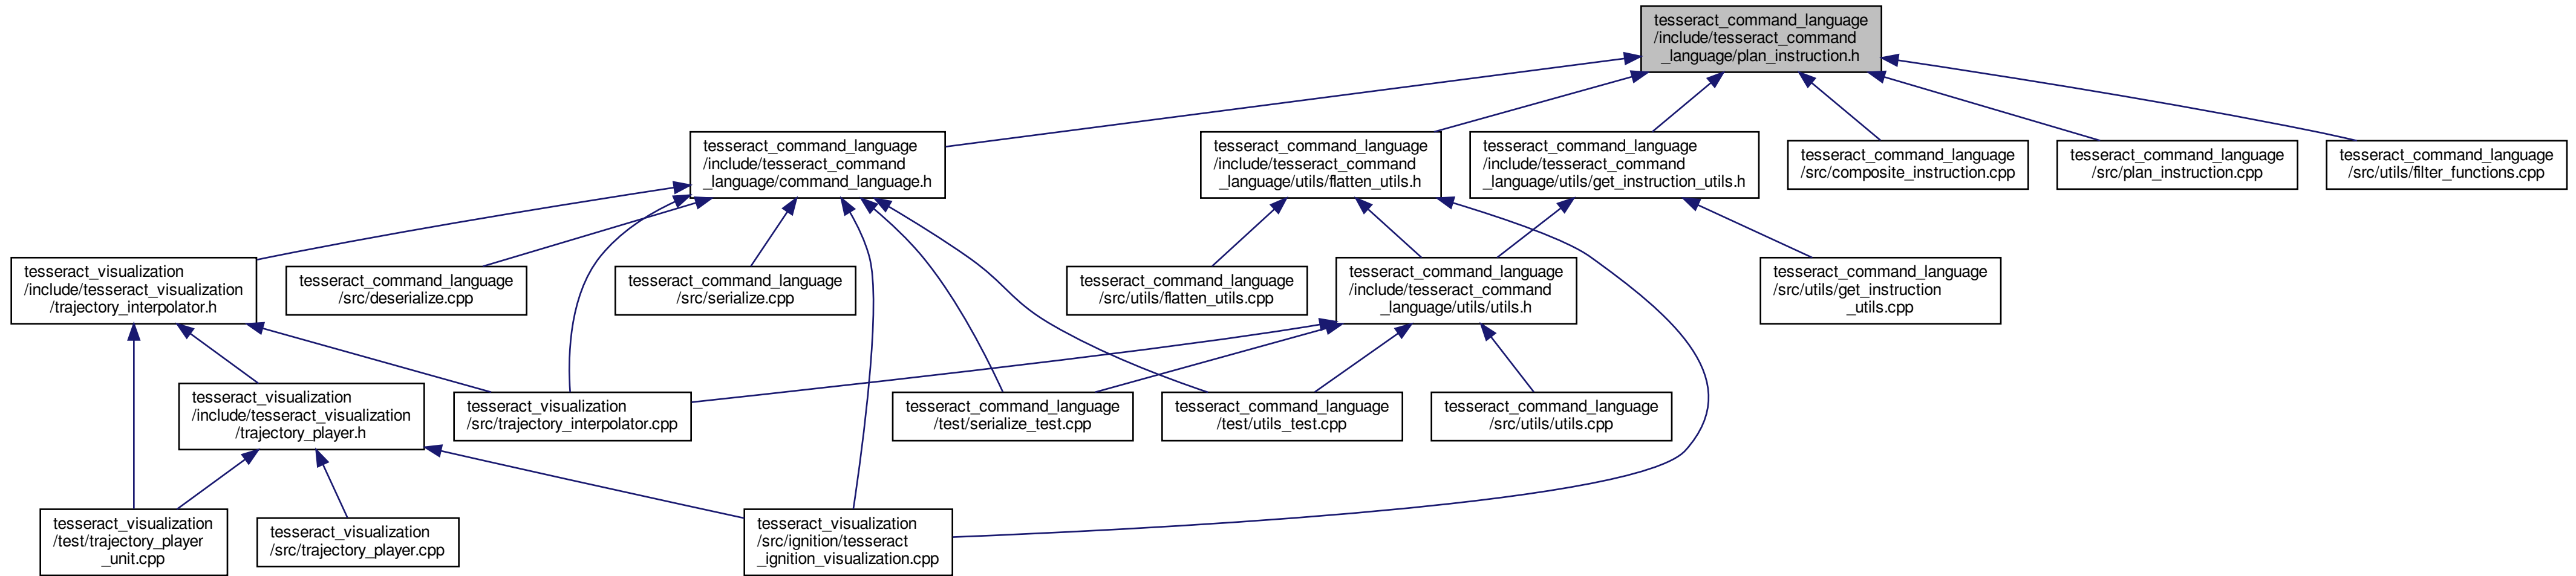 tesseract_command_language
/include/tesseract_command
_language/plan_instruction.h
tesseract_command_language
/include/tesseract_command
_language/command_language.h
tesseract_command_language
/include/tesseract_command
_language/utils/flatten_utils.h
tesseract_command_language
/include/tesseract_command
_language/utils/get_instruction_utils.h
tesseract_command_language
/src/composite_instruction.cpp
tesseract_command_language
/src/plan_instruction.cpp
tesseract_command_language
/src/utils/filter_functions.cpp
tesseract_visualization
/include/tesseract_visualization
/trajectory_interpolator.h
tesseract_command_language
/src/deserialize.cpp
tesseract_command_language
/src/serialize.cpp
tesseract_command_language
/src/utils/flatten_utils.cpp
tesseract_command_language
/include/tesseract_command
_language/utils/utils.h
tesseract_command_language
/src/utils/get_instruction
_utils.cpp
tesseract_visualization
/include/tesseract_visualization
/trajectory_player.h
tesseract_visualization
/src/trajectory_interpolator.cpp
tesseract_command_language
/test/serialize_test.cpp
tesseract_command_language
/test/utils_test.cpp
tesseract_command_language
/src/utils/utils.cpp
tesseract_visualization
/test/trajectory_player
_unit.cpp
tesseract_visualization
/src/trajectory_player.cpp
tesseract_visualization
/src/ignition/tesseract
_ignition_visualization.cpp